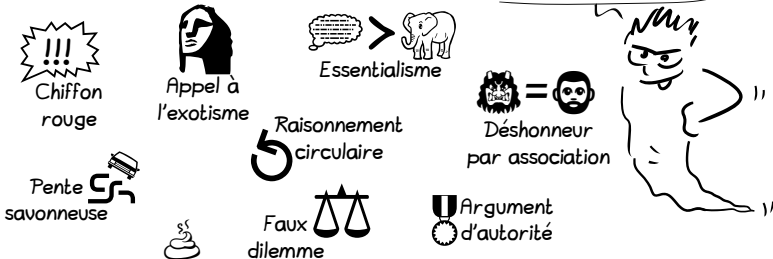 !!!
Chiffon
rouge
Appel à
l'exotisme
Essentialisme
Déshonneur
par association
Raisonnement
circulaire
Pente
savonneuse
Faux
dilemme
Argument
d'autorité